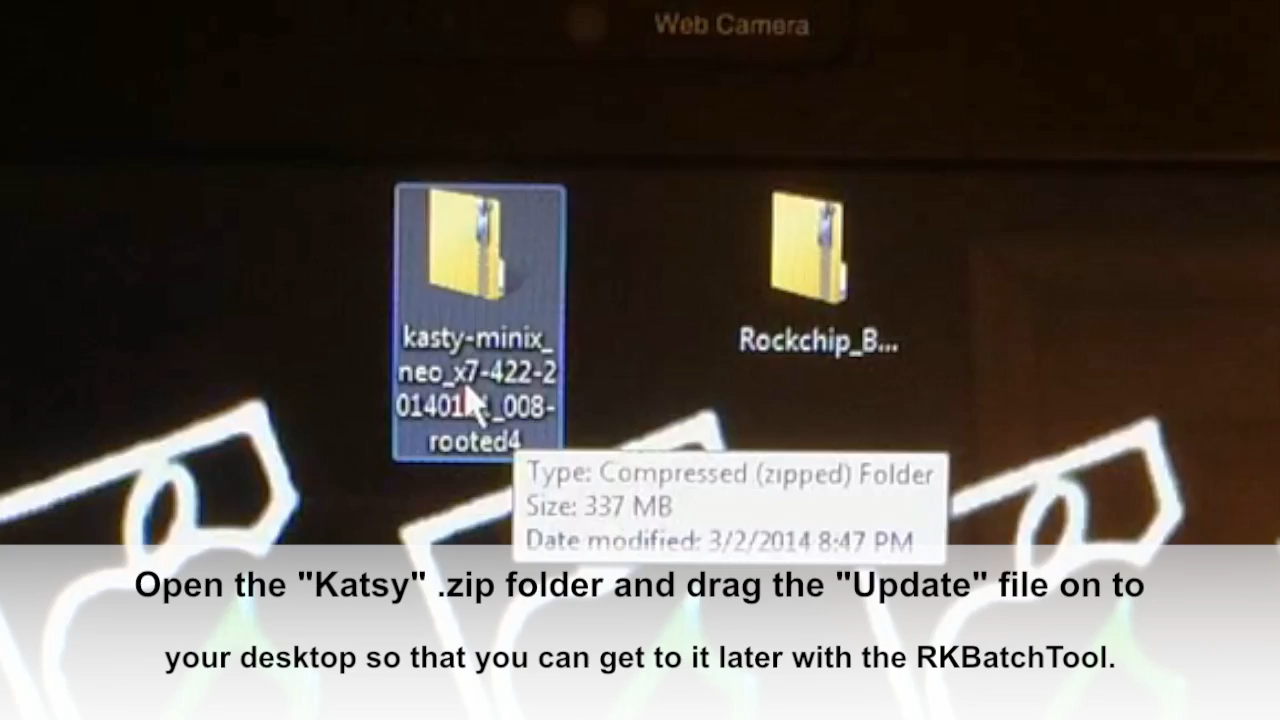 Web Camera
kasty-minix_
neo_x7-422-2
01401
_008-
rooted4
Rockchip_B...
Type: Compressed (zipped) Folder
Size: 337 MB
Date modified: 3/2/2014 8:47 PM
Open the "Katsy" .zip folder and drag the "Update" file on to
your desktop so that you can get to it later with the RKBatchTool.